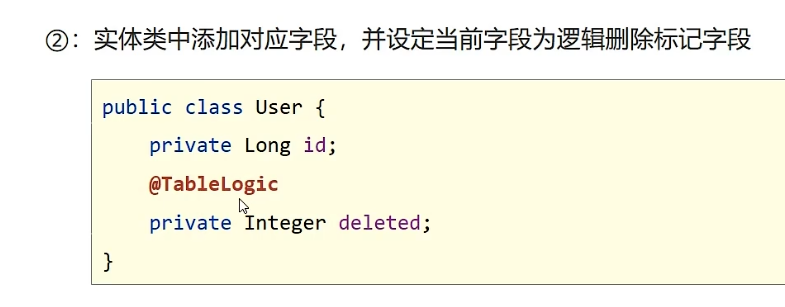 ②：实体类中添加对应字段，并设定当前字段为逻辑删除标记字段
public class User {
    private Long id;
    @TableLogic
    private Integer deleted;
}